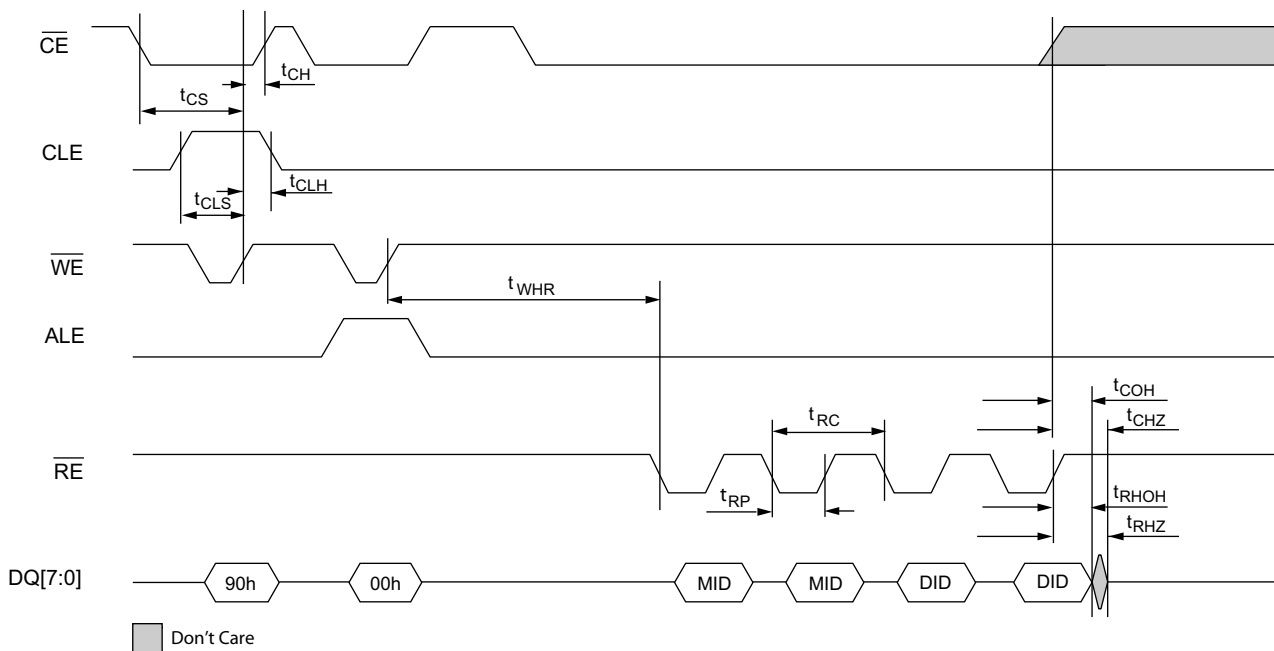 CE
tCH
tCS
CLE
tCLH
tCLS
WE
tWHR
ALE
tCOH
tRC
tCHZ
RE
tRP
tRHOH
tRHZ
DQ[7:0]
90h
00h
MID
MID
DID
DID
Don't Care